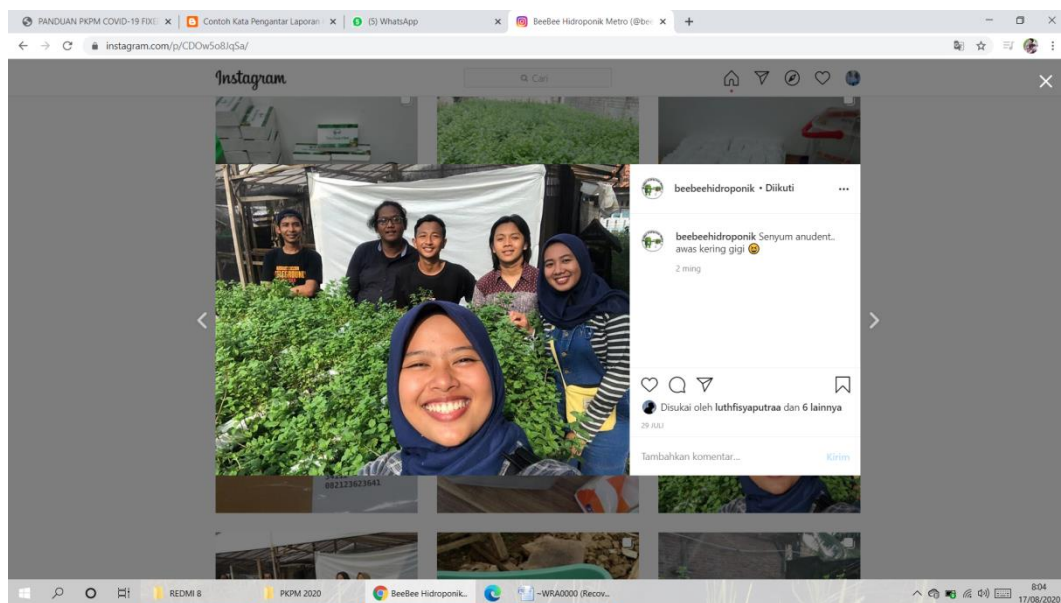 PANDUAN PKPM COVID-19 FIXE
Contoh Kata Pengantar Laporan
(5) WhatsApp
BeeBee Hidroponik Metro (@bee
instagram.com/p/CDOw5o8JqSa/
Instagram
Cari
beebeehidroponik • Diikuti
beebeehidroponik Senyum anudent..
awas kering gigi
2 ming
Disukai oleh luthfisyaputraa dan 6 lainnya
29 JULI
Tambahkan komentar...
Kirim
082123623641
REDMI 8
PKPM 2020
BeeBee Hidroponik...
~WRA0000 (Recov...
8:04
17/08/2020